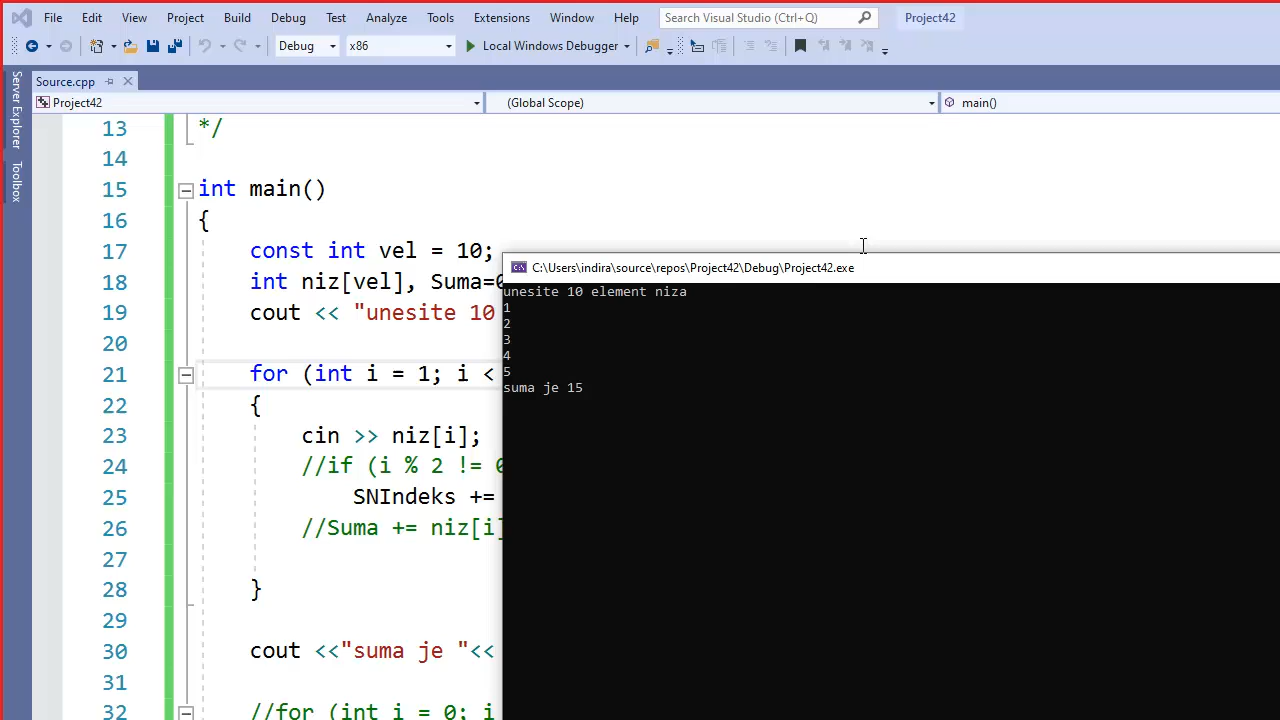 File Edit View Project Build Debug Test Analyze Tools Extensions Window Help Search Visual Studio (Ctrl+Q) Project42
Debug x86 Local Windows Debugger
Server Explorer
Toolbox
Source.cpp
Project42 (Global Scope) main()
13 */
14
15 int main()
16 {
17 const int vel = 10;
18 int niz[vel], Suma=0
19 cout << "unesite 10
20
21 for (int i = 1; i <
22 {
23 cin >> niz[i];
24 //if (i % 2 != 0
25 SNIndeks +=
26 //Suma += niz[i]
27
28 }
29
30 cout <<"suma je "<<
31
32 //for (int i = 0; i
C:\Users\indira\source\repos\Project42\Debug\Project42.exe
unesite 10 element niza
1
2
3
4
5
suma je 15